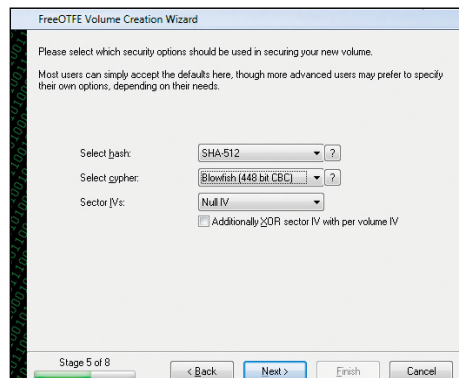 FreeOTFE Volume Creation Wizard
Please select which security options should be used in securing your new volume.
Most users can simply accept the defaults here, though more advanced users may prefer to specify
their own options, depending on their needs.
Select hash: SHA-512 ?
Select cypher: Blowfish (448 bit CBC) ?
Sector IVs: Null IV
Additionally XOR sector IV with per volume IV
Stage 5 of 8
< Back Next > Finish Cancel